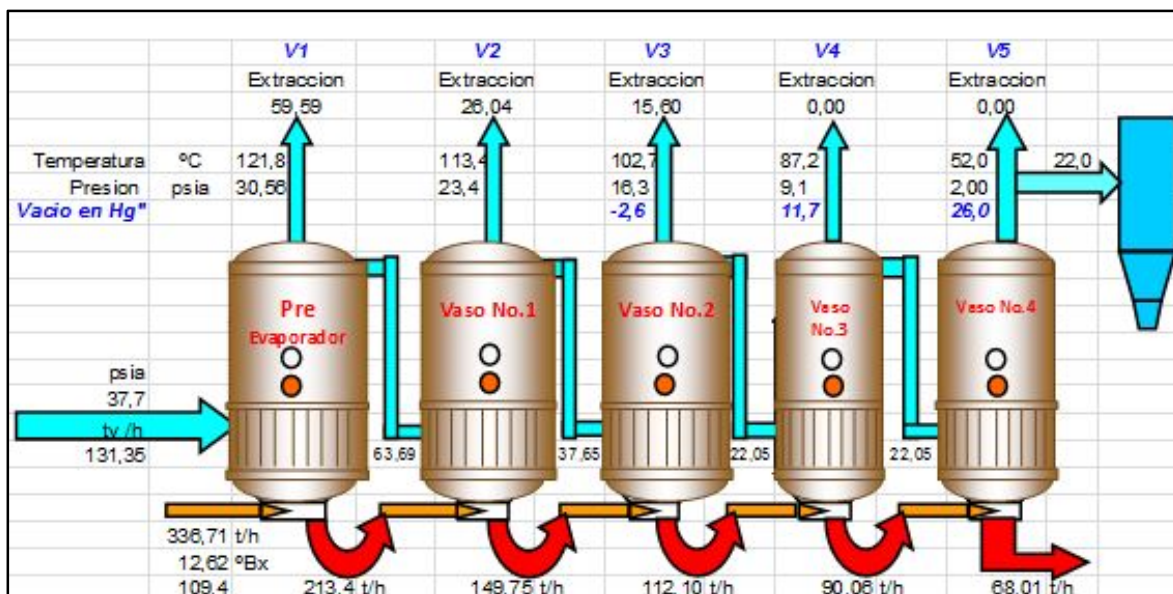 V1 V2 V3 V4 V5
Extraccion Extraccion Extraccion Extraccion Extraccion
59,59 26,04 15,60 0,00 0,00
Temperatura ºC 121,8 113,4 102,7 87,2 52,0 22,0
Presion psia 30,56 23,4 16,3 9,1 2,00
Vacio en Hg" -2,6 11,7 26,0
Pre Evaporador
Vaso No.1
Vaso No.2
Vaso No.3
Vaso No.4
psia
37,7
tv /h
131,35
63,69 37,65 22,05 22,05
336,71 t/h
12,62 ºBx
109,4 213,4 t/h 149,75 t/h 112,10 t/h 90,06 t/h 68,01 t/h